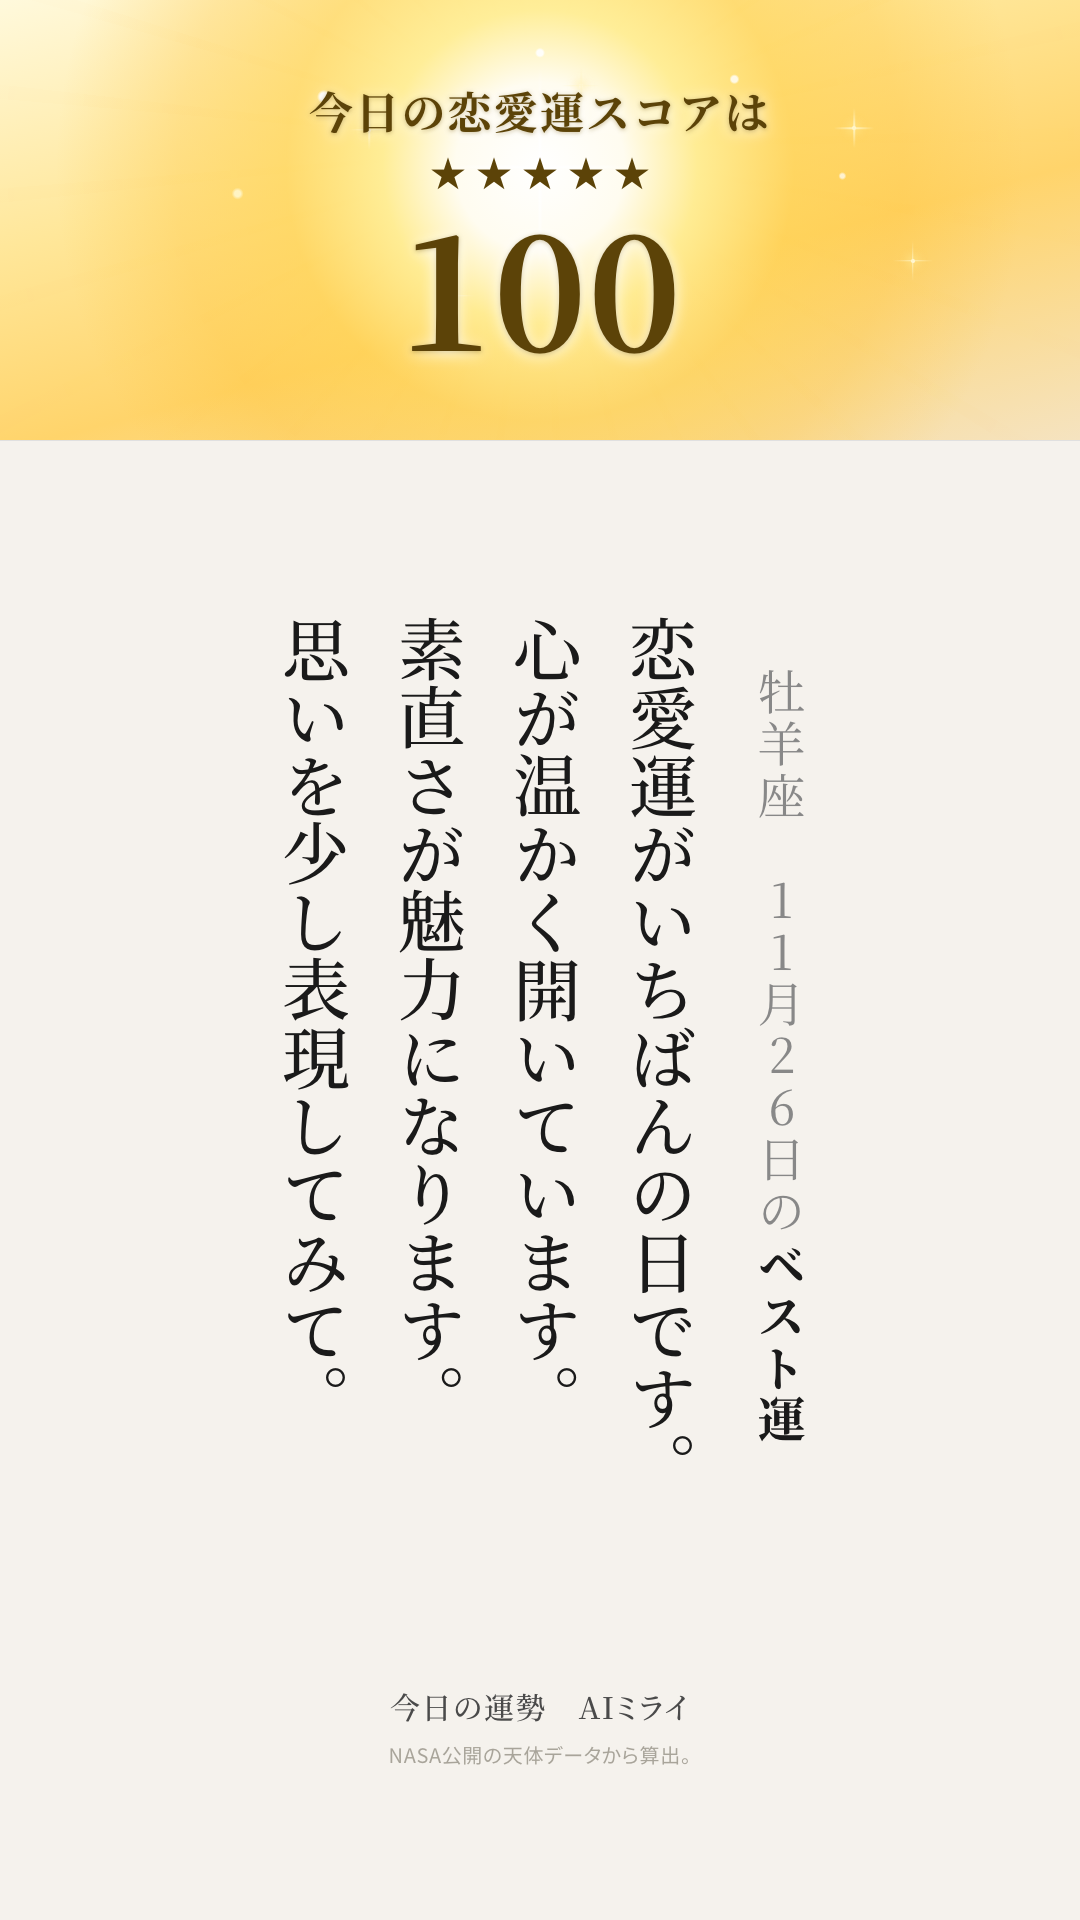 今日の恋愛運スコアは
★★★★★
100
牡羊座　11月26日のベスト運
恋愛運がいちばんの日です。
心が温かく開いています。
素直さが魅力になります。
思いを少し表現してみて。
今日の運勢　AIミライ
NASA公開の天体データから算出。